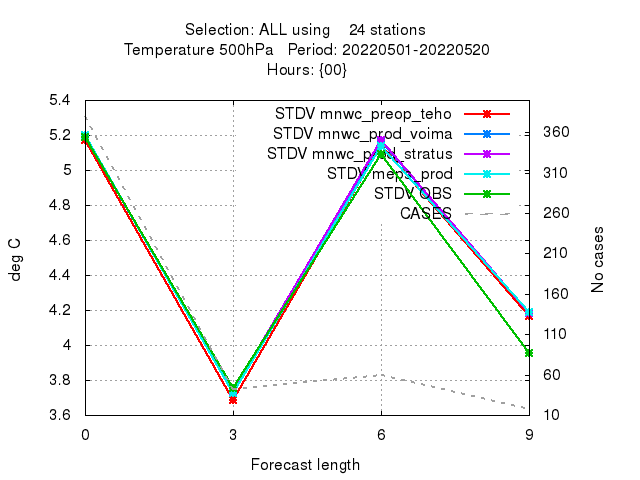 Selection: ALL using    24 stations
Temperature 500hPa   Period: 20220501-20220520
Hours: {00}
5.4
5.2
5
4.8
4.6
4.4
4.2
4
3.8
3.6
deg C
STDV mnwc_preop_teho
STDV mnwc_prod_voima
STDV mnwc_prod_stratus
STDV meps_prod
STDV OBS
CASES
360
310
260
210
160
110
60
10
No cases
0
3
6
9
Forecast length